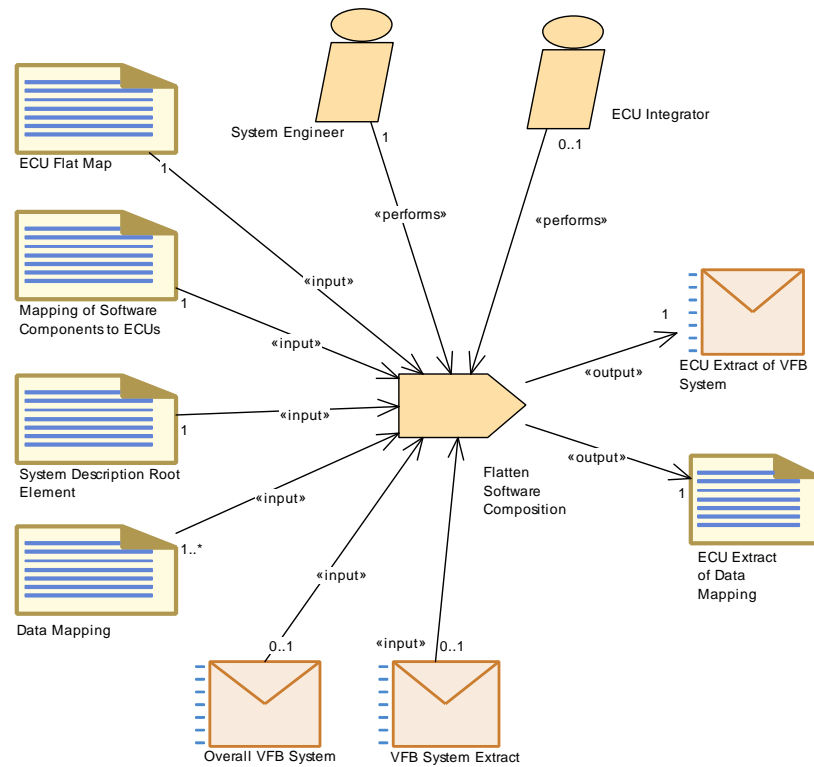 System Engineer
1
ECU Integrator
0..1
ECU Flat Map
1
«performs»
«performs»
«input»
Mapping of Software
Components to ECUs
1
«input»
1
ECU Extract of VFB
System
«output»
System Description Root
Element
1
«input»
Flatten
Software
Composition
«output»
1
ECU Extract
of Data
Mapping
Data Mapping
1..*
«input»
«input»
0..1
Overall VFB System
«input»
0..1
VFB System Extract